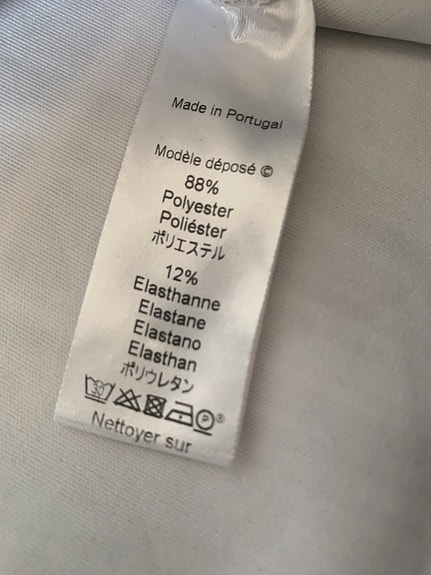 Made in Portugal
Modèle déposé ©
88%
Polyester
Poliéster
ポリエステル
12%
Elasthanne
Elastane
Elastano
Elasthan
ポリウレタン
30 P ®
Nettoyer sur